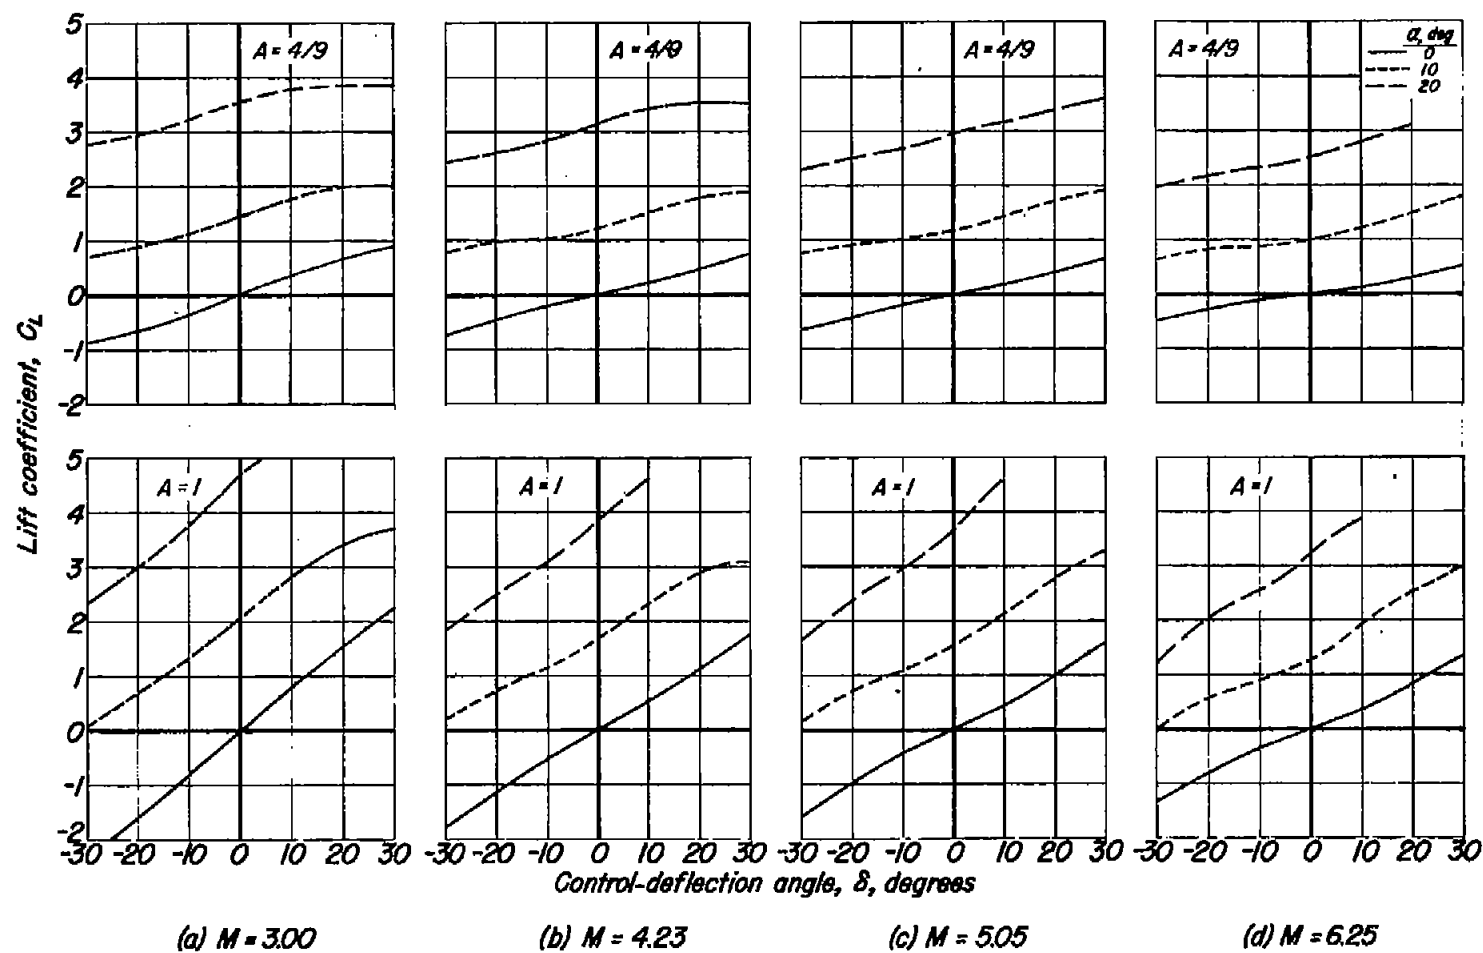 A = 4/9
A = 4/9
A = 4/9
A = 4/9
α, deg
0
10
20
5
4
3
2
1
0
-1
-2
Lift coefficient, C_L
A = 1
A = 1
A = 1
A = 1
5
4
3
2
1
0
-1
-2
-30 -20 -10 0 10 20 30
-30 -20 -10 0 10 20 30
-30 -20 -10 0 10 20 30
-30 -20 -10 0 10 20 30
Control-deflection angle, δ, degrees
(a) M = 3.00
(b) M = 4.23
(c) M = 5.05
(d) M = 6.25